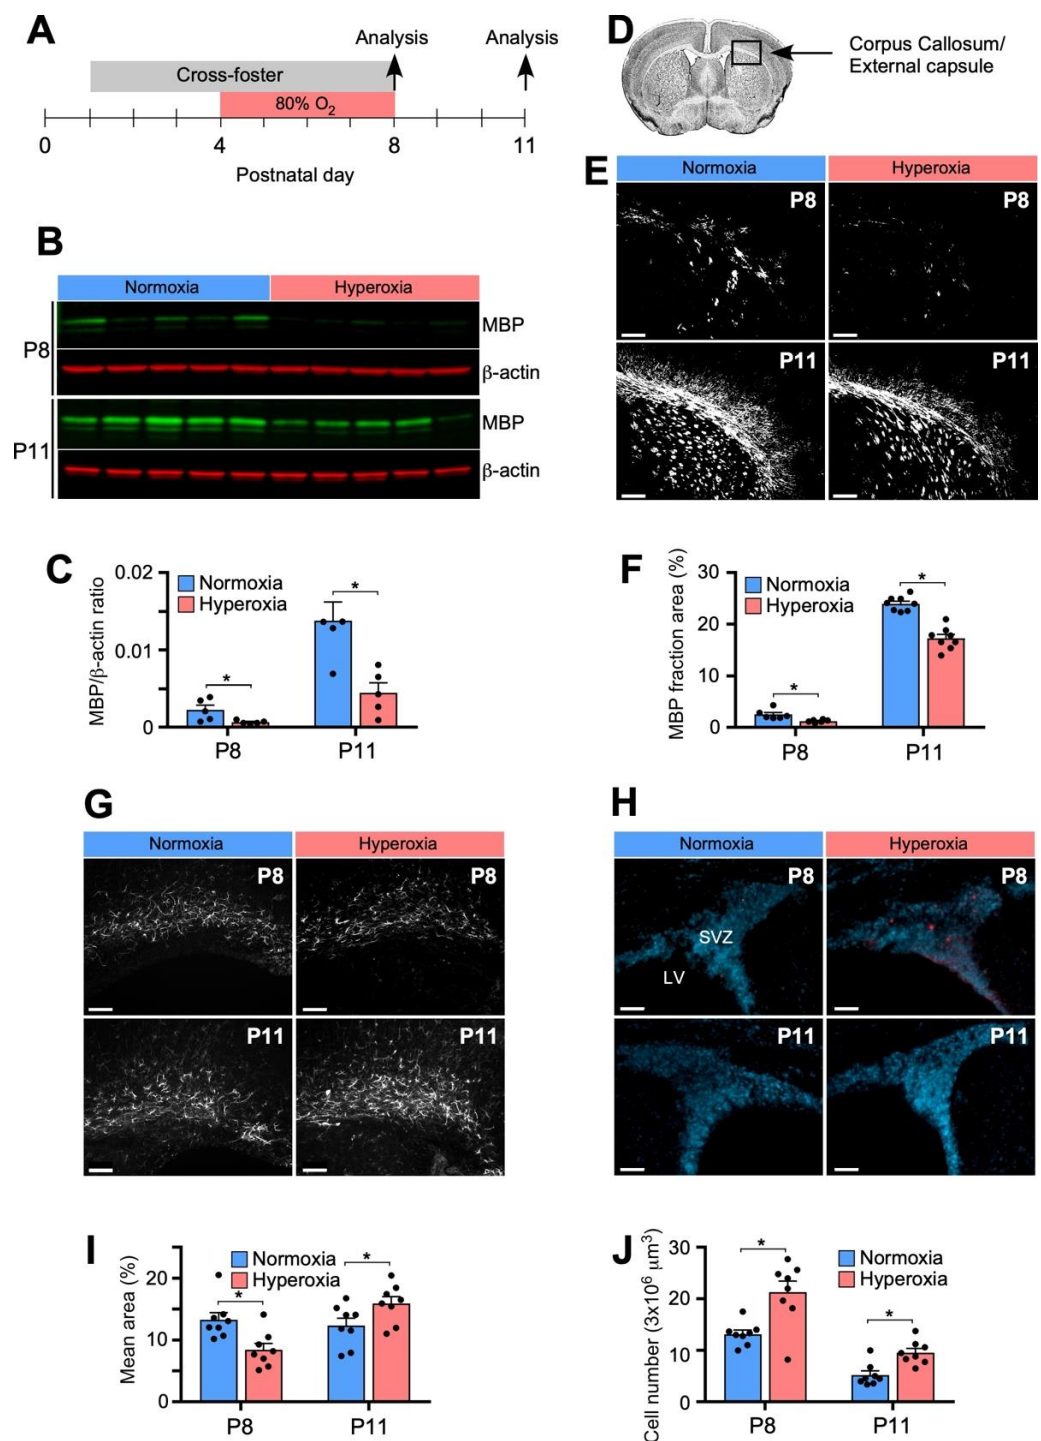 A
Analysis
Analysis
Cross-foster
80% O₂
0
4
8
11
Postnatal day
B
Normoxia
Hyperoxia
P8
MBP
β-actin
P11
MBP
β-actin
C
MBP/β-actin ratio
0.02
0.01
0
Normoxia
Hyperoxia
*
*
P8
P11
D
Corpus Callosum/
External capsule
E
Normoxia
Hyperoxia
P8
P8
P11
P11
F
MBP fraction area (%)
30
20
10
0
Normoxia
Hyperoxia
*
*
P8
P11
G
Normoxia
Hyperoxia
P8
P8
P11
P11
H
Normoxia
Hyperoxia
P8
SVZ
LV
P8
P11
P11
I
Mean area (%)
20
10
0
Normoxia
Hyperoxia
*
*
P8
P11
J
Cell number (3x10⁶ μm³)
30
20
10
0
Normoxia
Hyperoxia
*
*
P8
P11